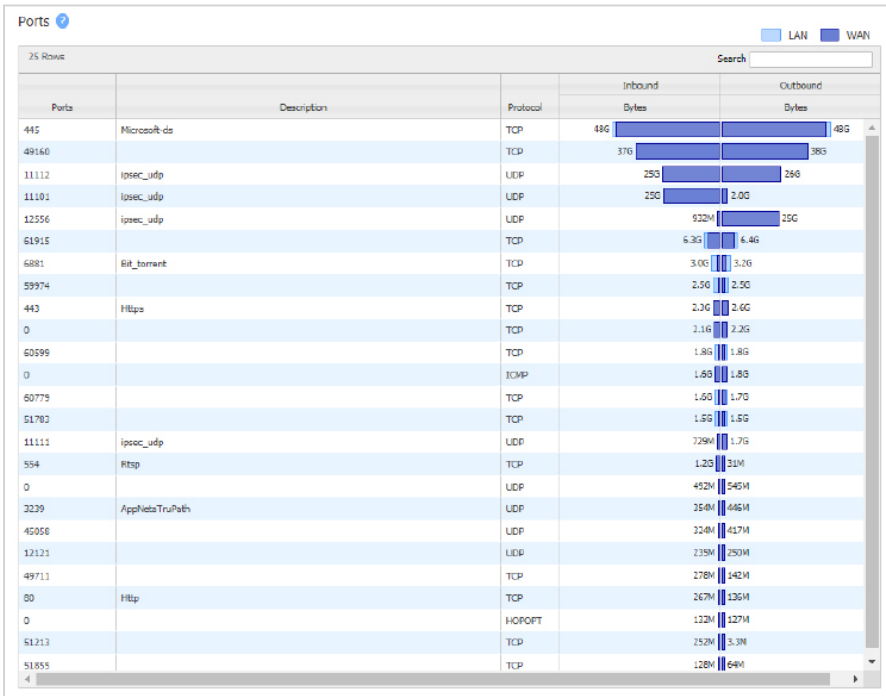 Ports ?
LAN WAN
25 Rows Search
Inbound Outbound
Ports Description Protocol Bytes Bytes
445 Microsoft-ds TCP 48G 48G
49160 TCP 37G 38G
11112 ipsec_udp UDP 25G 26G
11101 ipsec_udp UDP 25G 2.0G
12556 ipsec_udp UDP 932M 25G
61915 TCP 6.3G 6.4G
6881 Bit_torrent TCP 3.0G 3.2G
59974 TCP 2.5G 2.5G
443 Https TCP 2.3G 2.6G
0 TCP 2.1G 2.2G
60599 TCP 1.8G 1.8G
0 ICMP 1.6G 1.8G
60779 TCP 1.6G 1.7G
51783 TCP 1.5G 1.5G
11111 ipsec_udp UDP 729M 1.7G
554 Rtsp TCP 1.2G 31M
0 UDP 492M 545M
3239 AppNetaTruPath UDP 354M 446M
45058 UDP 324M 417M
12121 UDP 235M 250M
49711 TCP 278M 142M
80 Http TCP 267M 136M
0 HOPOPT 132M 127M
51213 TCP 252M 3.3M
51855 TCP 128M 64M